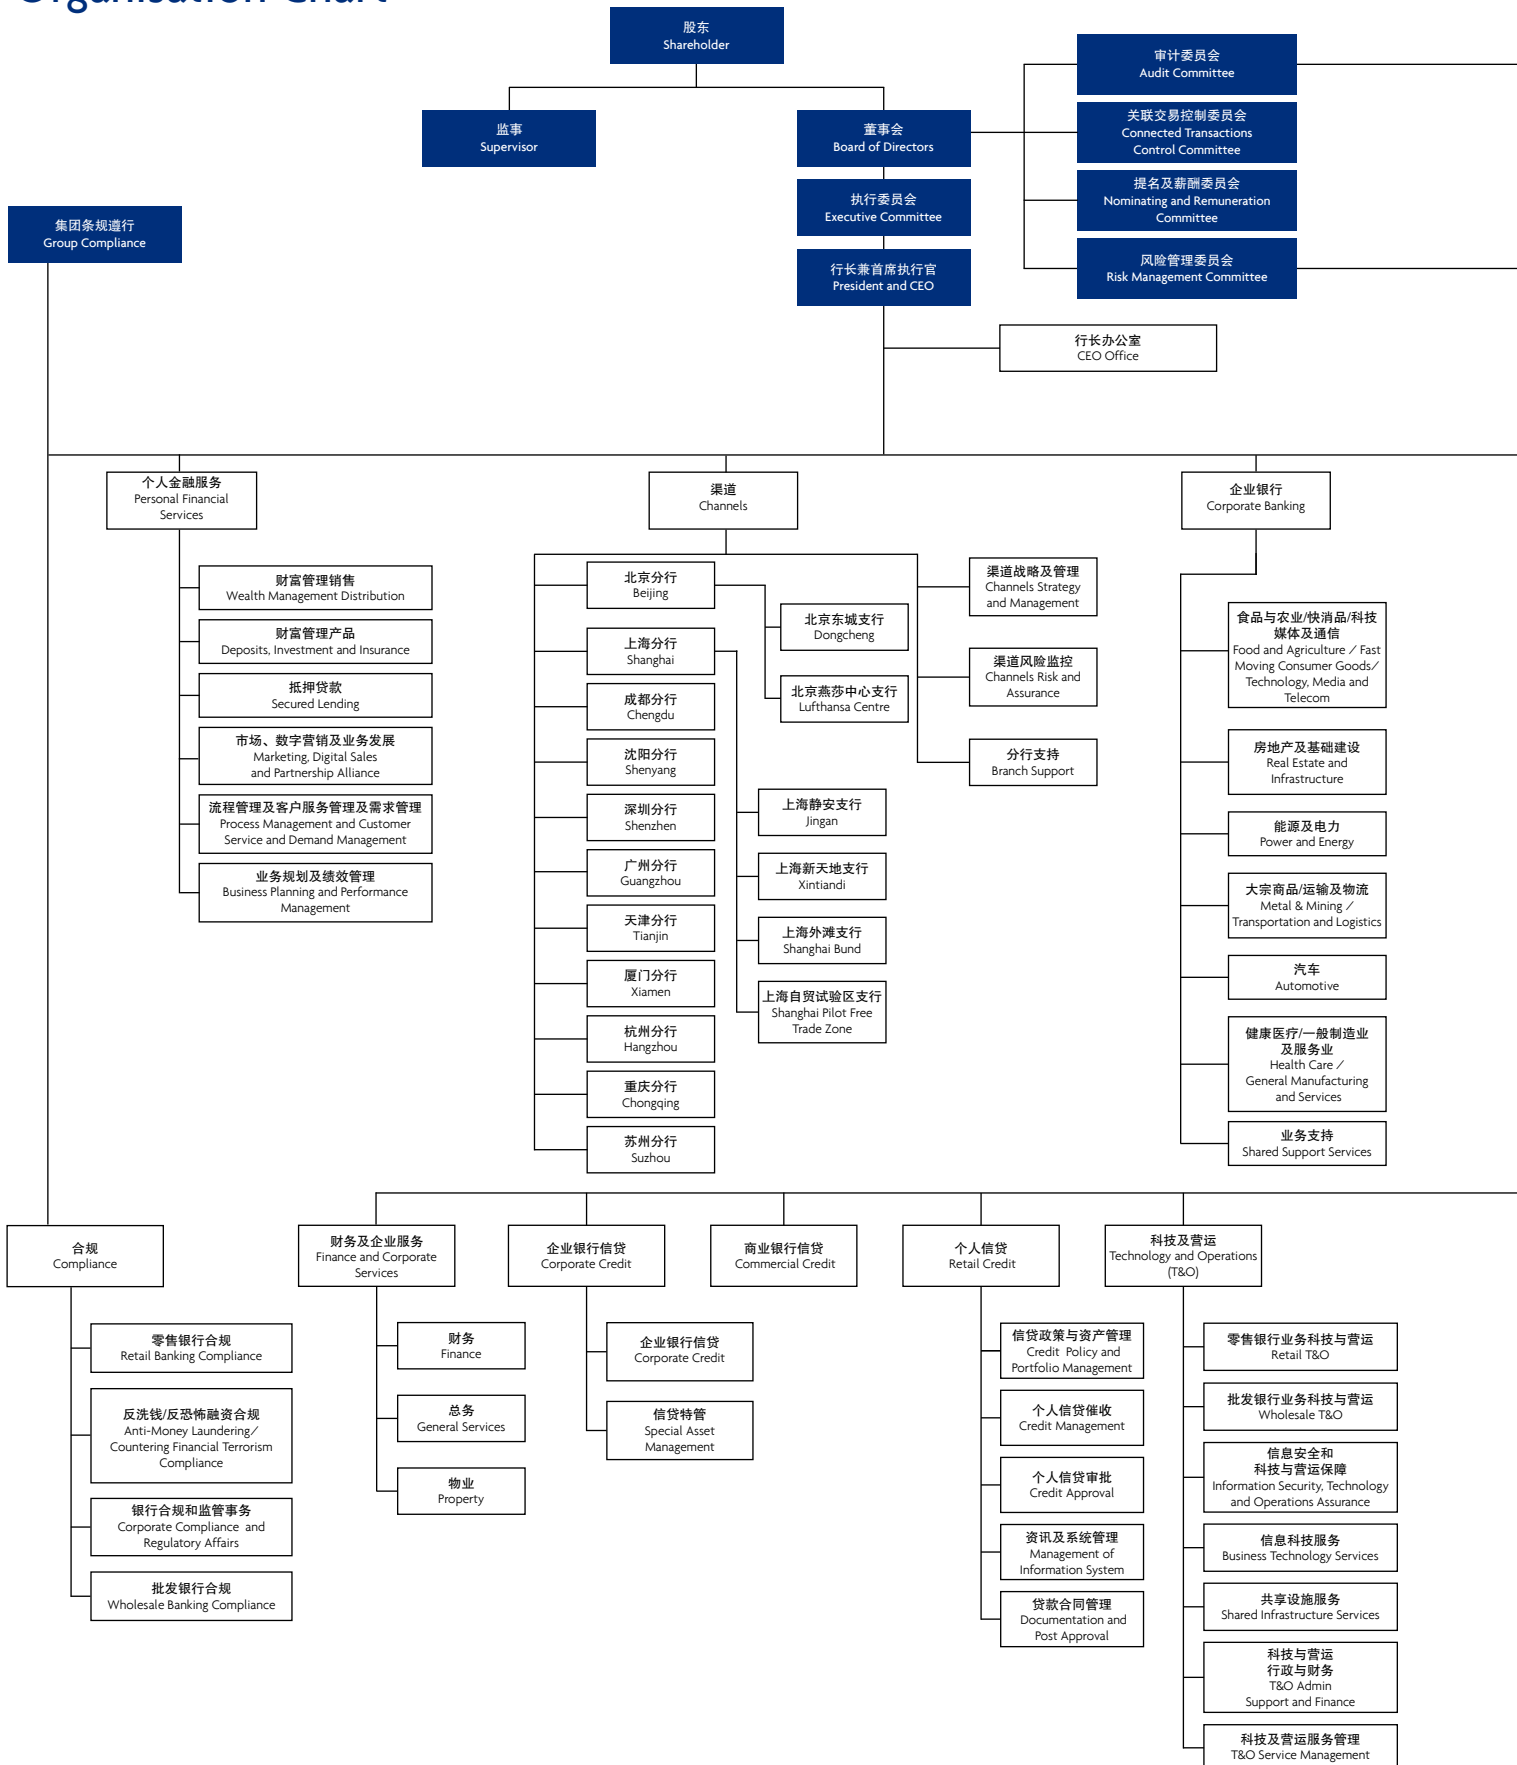 Organisation Chart
股东
Shareholder
审计委员会
Audit Committee
监事
Supervisor
董事会
Board of Directors
关联交易控制委员会
Connected Transactions
Control Committee
执行委员会
Executive Committee
提名及薪酬委员会
Nominating and Remuneration
Committee
集团条规遵行
Group Compliance
行长兼首席执行官
President and CEO
风险管理委员会
Risk Management Committee
行长办公室
CEO Office
个人金融服务
Personal Financial
Services
财富管理销售
Wealth Management Distribution
财富管理产品
Deposits, Investment and Insurance
抵押贷款
Secured Lending
市场、数字营销及业务发展
Marketing, Digital Sales
and Partnership Alliance
流程管理及客户服务管理及需求管理
Process Management and Customer
Service and Demand Management
业务规划及绩效管理
Business Planning and Performance
Management
渠道
Channels
北京分行
Beijing
上海分行
Shanghai
成都分行
Chengdu
沈阳分行
Shenyang
深圳分行
Shenzhen
广州分行
Guangzhou
天津分行
Tianjin
厦门分行
Xiamen
杭州分行
Hangzhou
重庆分行
Chongqing
苏州分行
Suzhou
北京东城支行
Dongcheng
北京燕莎中心支行
Lufthansa Centre
上海静安支行
Jingan
上海新天地支行
Xintiandi
上海外滩支行
Shanghai Bund
上海自贸试验区支行
Shanghai Pilot Free
Trade Zone
渠道战略及管理
Channels Strategy
and Management
渠道风险监控
Channels Risk and
Assurance
分行支持
Branch Support
企业银行
Corporate Banking
食品与农业/快消品/科技
媒体及通信
Food and Agriculture / Fast
Moving Consumer Goods/
Technology, Media and
Telecom
房地产及基础建设
Real Estate and
Infrastructure
能源及电力
Power and Energy
大宗商品/运输及物流
Metal & Mining /
Transportation and Logistics
汽车
Automotive
健康医疗/一般制造业
及服务业
Health Care /
General Manufacturing
and Services
业务支持
Shared Support Services
合规
Compliance
零售银行合规
Retail Banking Compliance
反洗钱/反恐怖融资合规
Anti-Money Laundering/
Countering Financial Terrorism
Compliance
银行合规和监管事务
Corporate Compliance and
Regulatory Affairs
批发银行合规
Wholesale Banking Compliance
财务及企业服务
Finance and Corporate
Services
财务
Finance
总务
General Services
物业
Property
企业银行信贷
Corporate Credit
企业银行信贷
Corporate Credit
信贷特管
Special Asset
Management
商业银行信贷
Commercial Credit
个人信贷
Retail Credit
信贷政策与资产管理
Credit Policy and
Portfolio Management
个人信贷催收
Credit Management
个人信贷审批
Credit Approval
资讯及系统管理
Management of
Information System
贷款合同管理
Documentation and
Post Approval
科技及营运
Technology and Operations
(T&O)
零售银行业务科技与营运
Retail T&O
批发银行业务科技与营运
Wholesale T&O
信息安全和
科技与营运保障
Information Security, Technology
and Operations Assurance
信息科技服务
Business Technology Services
共享设施服务
Shared Infrastructure Services
科技与营运
行政与财务
T&O Admin
Support and Finance
科技及营运服务管理
T&O Service Management